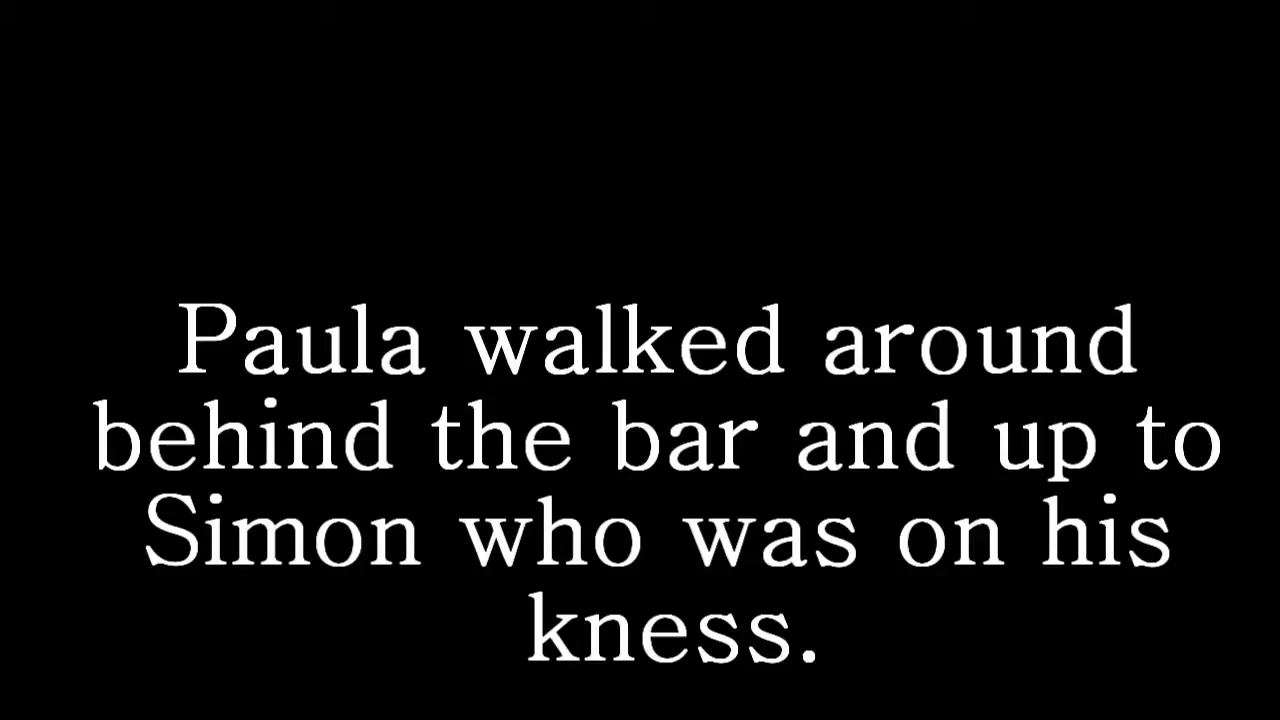 Paula walked around
behind the bar and up to
Simon who was on his
kness.